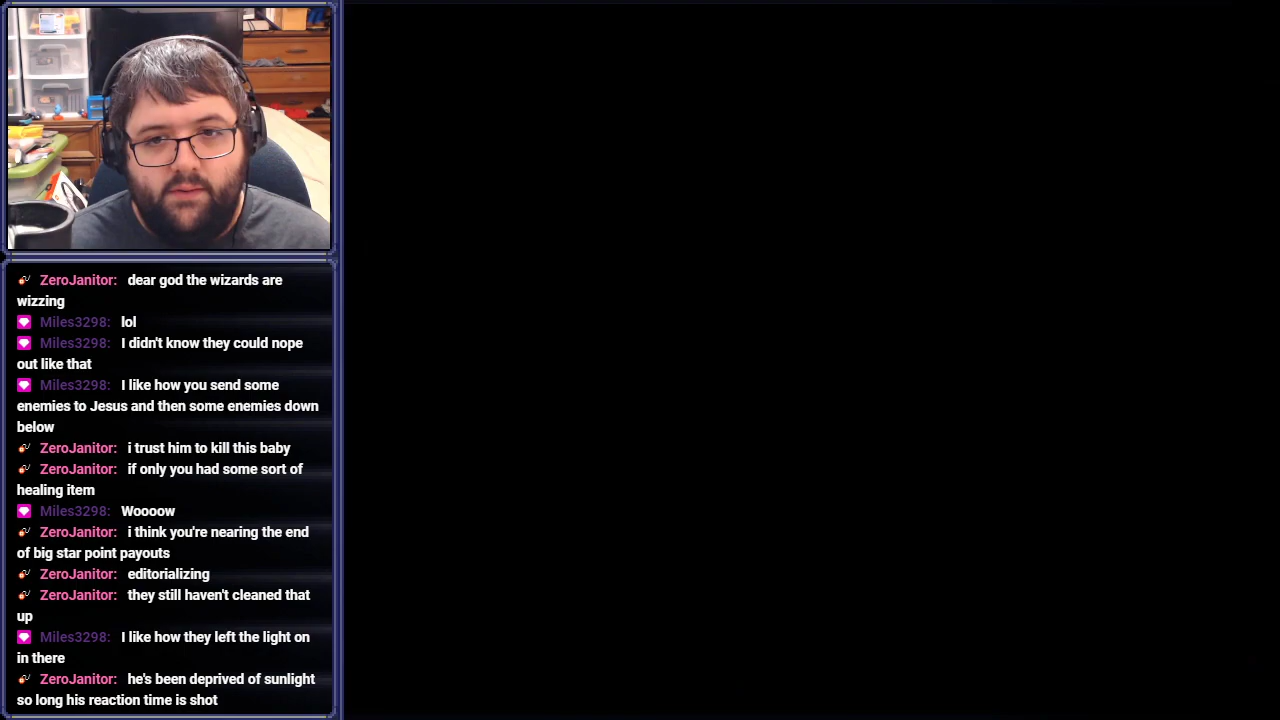 ZeroJanitor: dear god the wizards are
wizzing
Miles3298: lol
Miles3298: I didn't know they could nope
out like that
Miles3298: I like how you send some
enemies to Jesus and then some enemies down
below
ZeroJanitor: i trust him to kill this baby
ZeroJanitor: if only you had some sort of
healing item
Miles3298: Woooow
ZeroJanitor: i think you're nearing the end
of big star point payouts
ZeroJanitor: editorializing
ZeroJanitor: they still haven't cleaned that
up
Miles3298: I like how they left the light on
in there
ZeroJanitor: he's been deprived of sunlight
so long his reaction time is shot